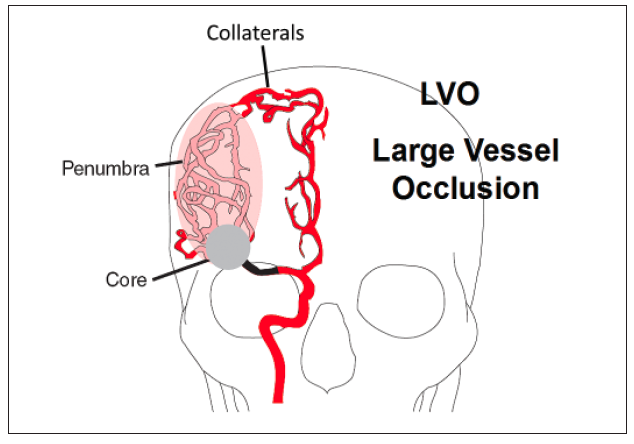 Collaterals
LVO
Large Vessel
Occlusion
Penumbra
Core